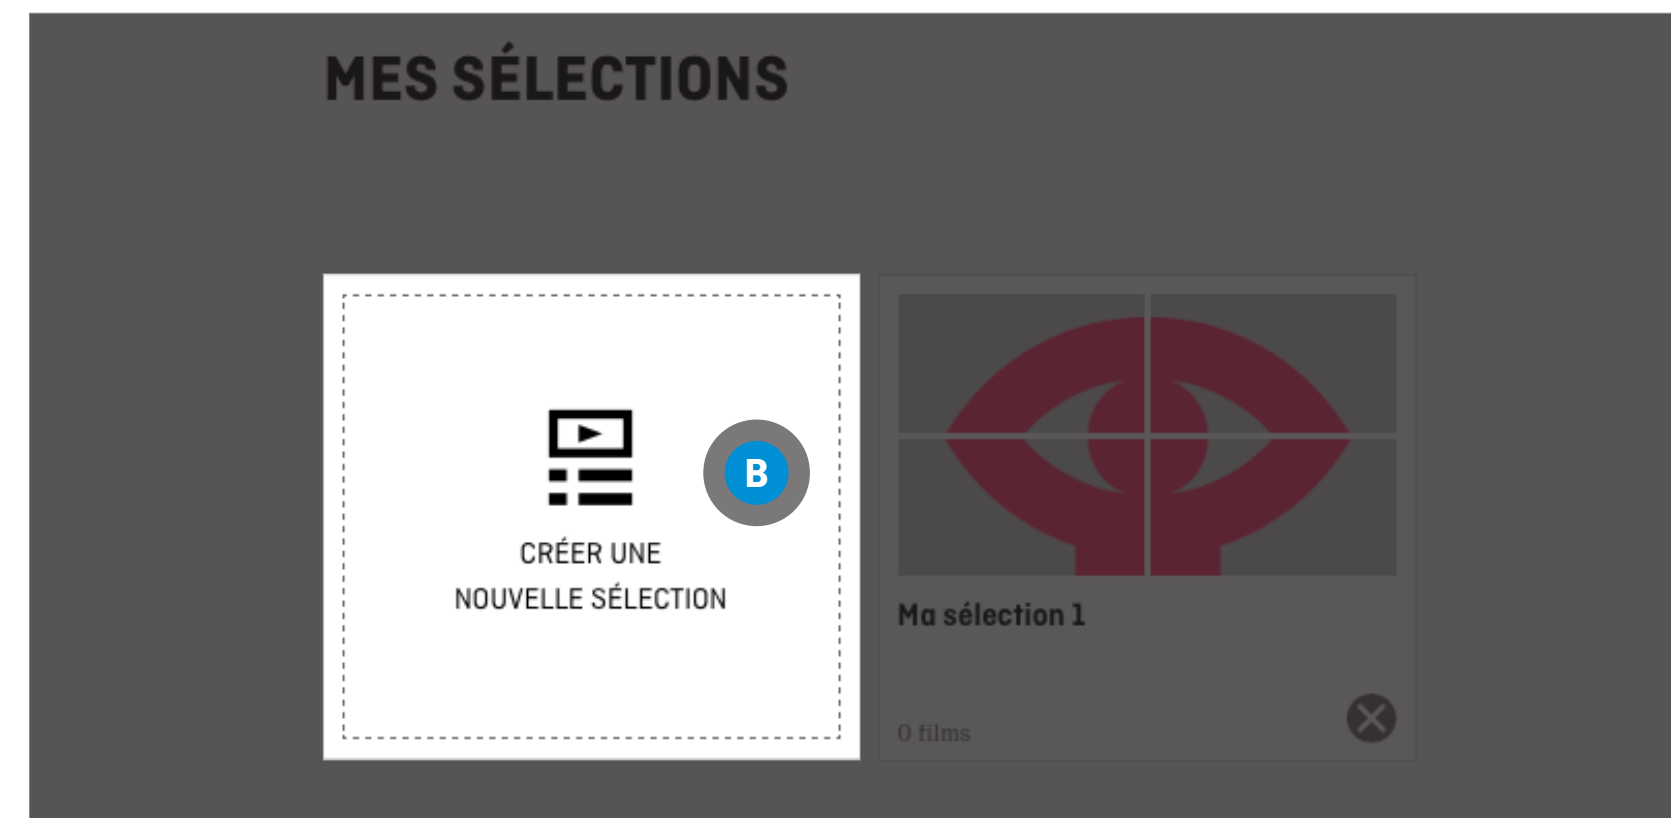 MES SÉLECTIONS
B
CRÉER UNE
NOUVELLE SÉLECTION
Ma sélection 1
0 films